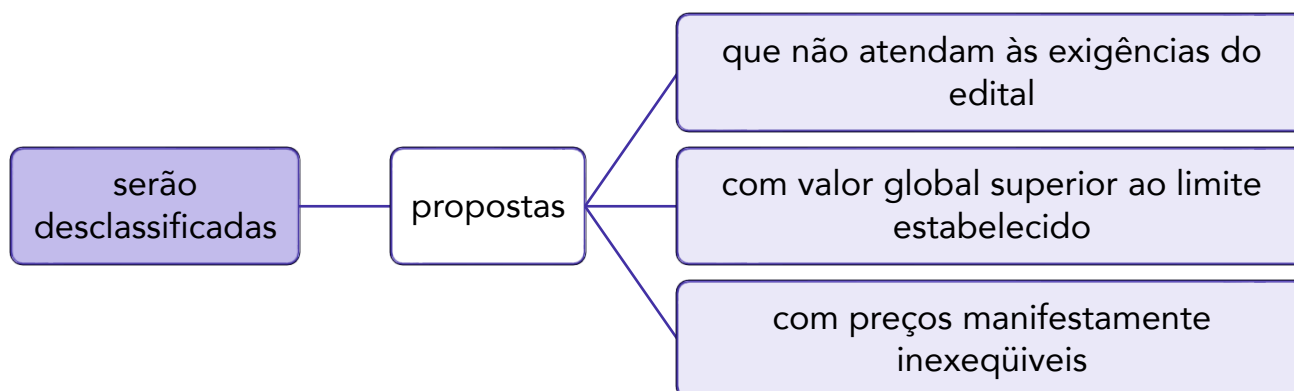 serão
desclassificadas
propostas
que não atendam às exigências do
edital
com valor global superior ao limite
estabelecido
com preços manifestamente
inexeqüiveis